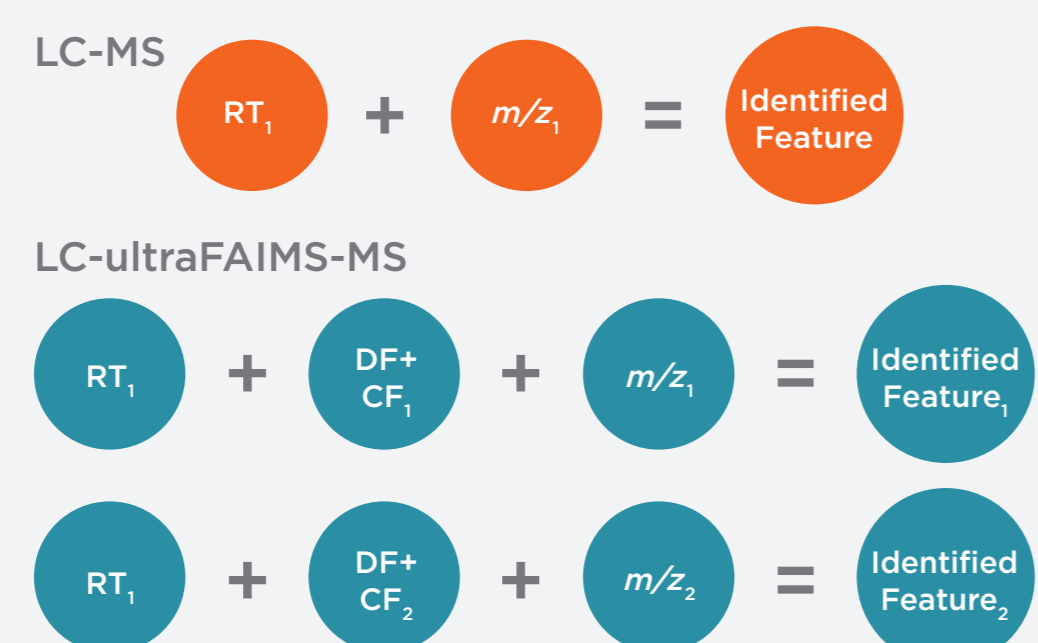 LC-MS
RT₁ + m/z₁ = Identified
Feature
LC-ultraFAIMS-MS
RT₁ + DF+
CF₁ + m/z₁ = Identified
Feature₁
RT₁ + DF+
CF₂ + m/z₂ = Identified
Feature₂